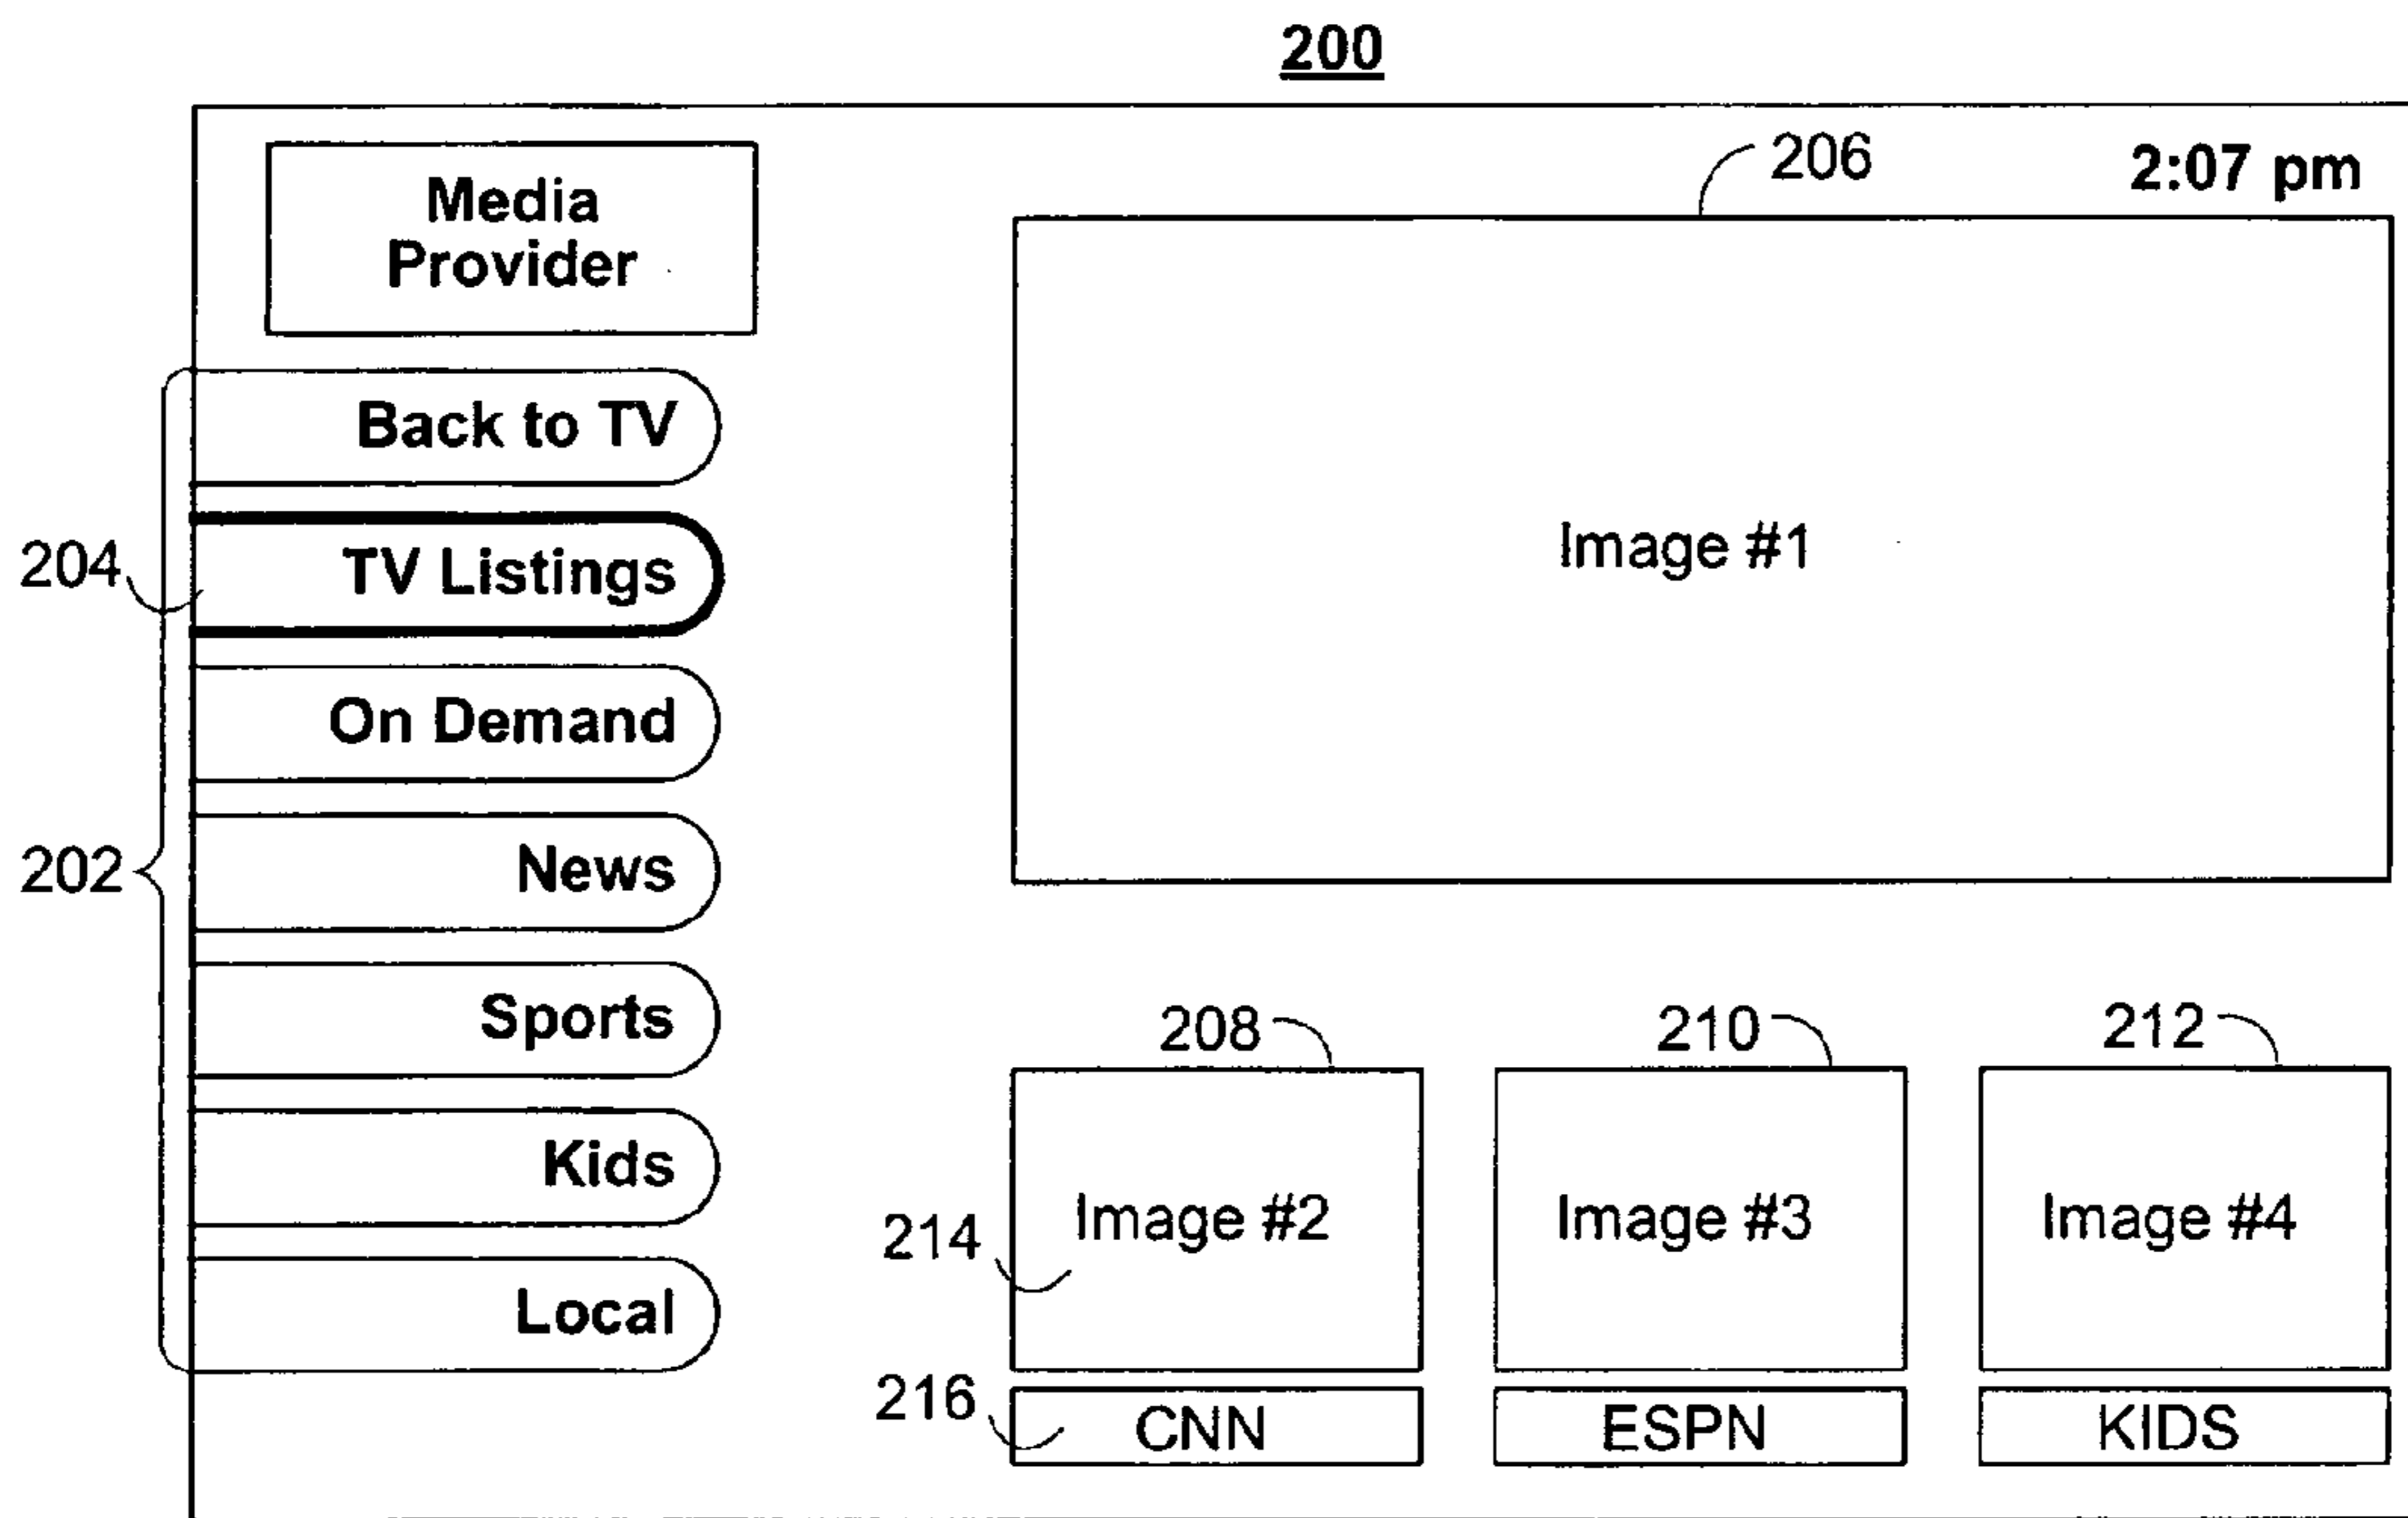 200
Media
Provider
206
2:07 pm
Back to TV
204
TV Listings
Image #1
On Demand
202
News
Sports
208
210
212
Kids
214
Image #2
Image #3
Image #4
Local
216
CNN
ESPN
KIDS